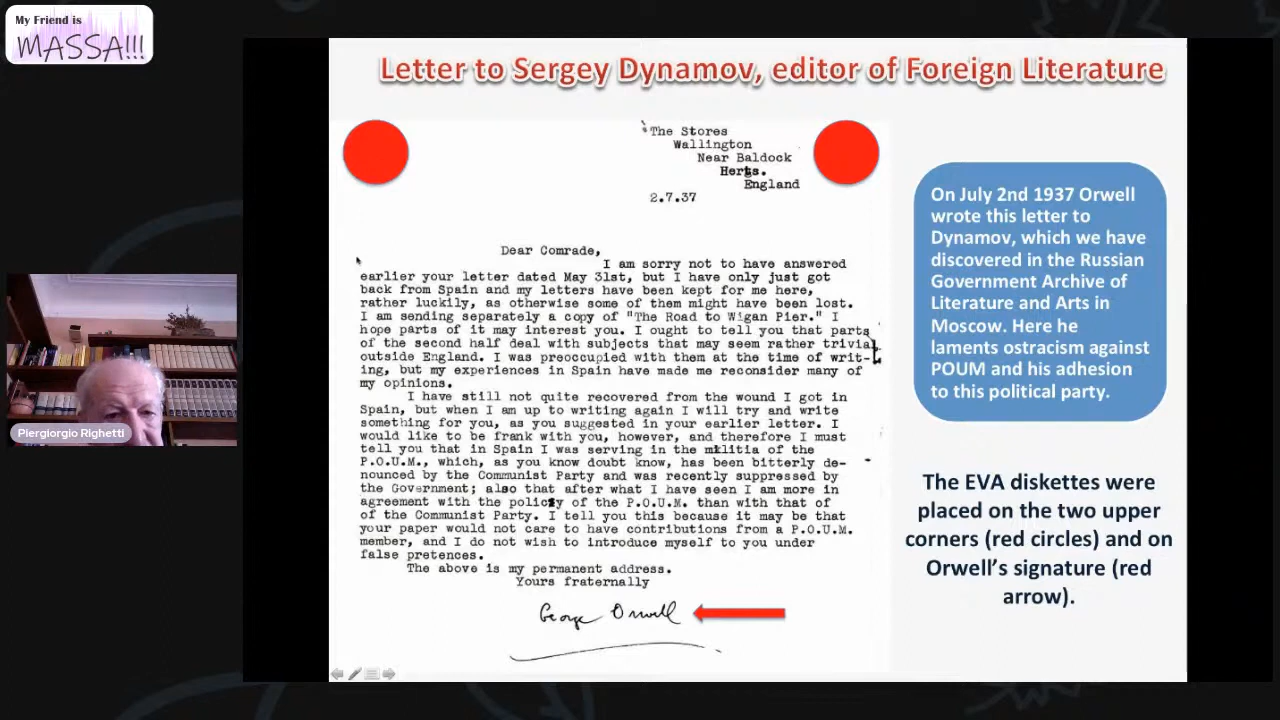 My Friend is
MASSA!!!
Letter to Sergey Dynamov, editor of Foreign Literature
The Stores
Wallington
Near Baldock
Herts.
England
2.7.37
Dear Comrade,
I am sorry not to have answered
earlier your letter dated May 31st, but I have only just got
back from Spain and my letters have been kept for me here,
rather luckily, as otherwise some of them might have been lost.
I am sending separately a copy of "The Road to Wigan Pier." I
hope parts of it may interest you. I ought to tell you that parts
of the second half deal with subjects that may seem rather trivial
outside England. I was preoccupied with them at the time of writ-
ing, but my experiences in Spain have made me reconsider many of
my opinions.
I have still not quite recovered from the wound I got in
Spain, but when I am up to writing again I will try and write
something for you, as you suggested in your earlier letter. I
would like to be frank with you, however, and therefore I must
tell you that in Spain I was serving in the militia of the
P.O.U.M., which, as you know doubt know, has been bitterly de-
nounced by the Communist Party and was recently suppressed by
the Government; also that after what I have seen I am more in
agreement with the policy of the P.O.U.M. than with that of
of the Communist Party. I tell you this because it may be that
your paper would not care to have contributions from a P.O.U.M.
member, and I do not wish to introduce myself to you under
false pretences.
The above is my permanent address.
Yours fraternally
George Orwell
On July 2nd 1937 Orwell
wrote this letter to
Dynamov, which we have
discovered in the Russian
Government Archive of
Literature and Arts in
Moscow. Here he
laments ostracism against
POUM and his adhesion
to this political party.
The EVA diskettes were
placed on the two upper
corners (red circles) and on
Orwell's signature (red
arrow).
Piergiorgio Righetti